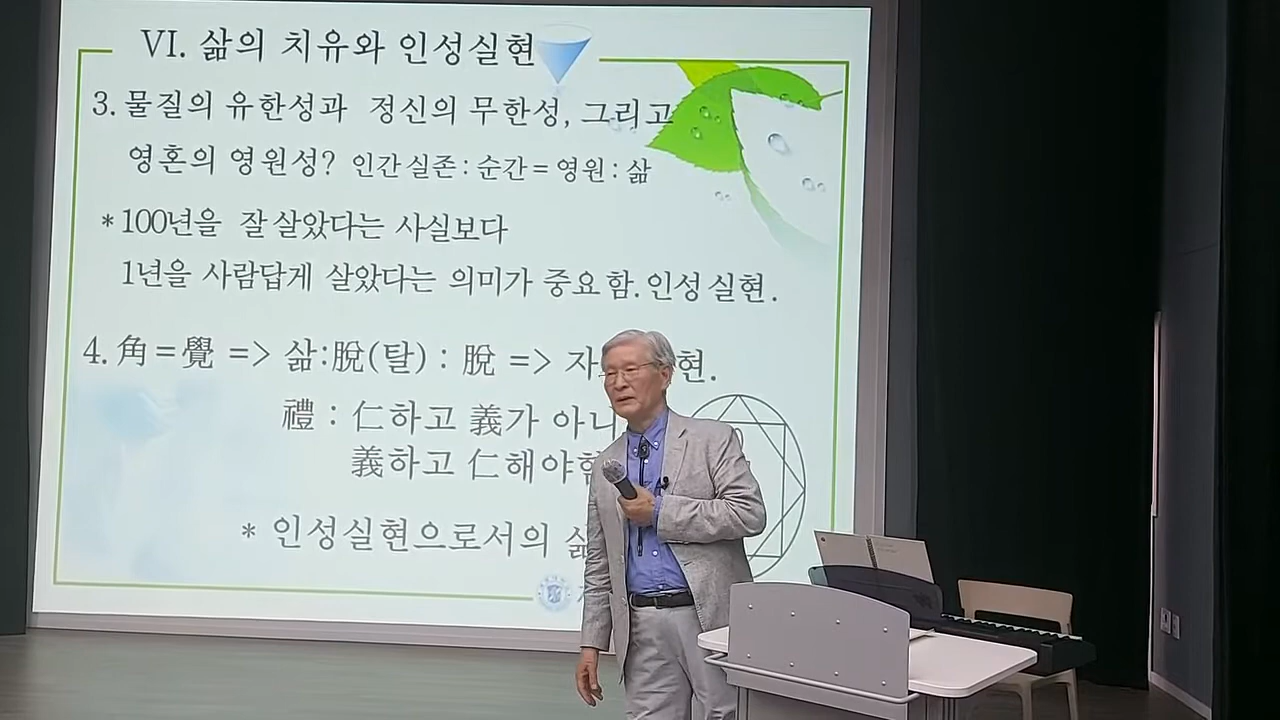 VI. 삶의 치유와 인성실현
3. 물질의 유한성과 정신의 무한성, 그리고
영혼의 영원성? 인간 실존 : 순간 = 영원 : 삶
* 100년을 잘 살았다는 사실보다
1년을 사람답게 살았다는 의미가 중요함. 인성 실현.
4. 角 = 覺 => 삶:脫(탈) : 脫 => 자 현.
禮 : 仁하고 義가 아니
義하고 仁해야
* 인성실현으로서의 삶